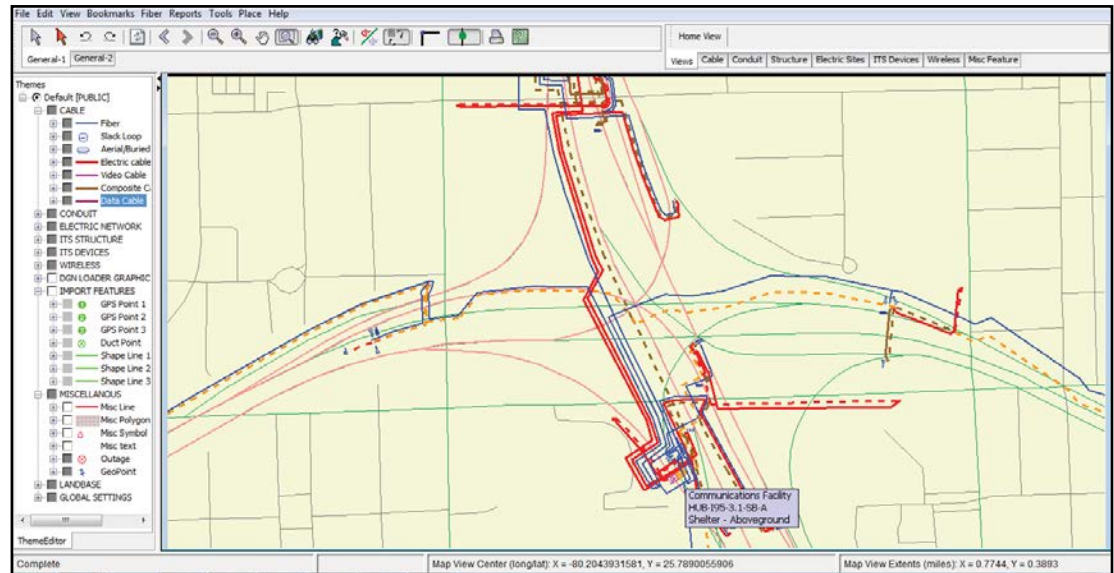 File Edit View Bookmarks Fiber Reports Tools Place Help
Home View
General-1 General-2
Views Cable Conduit Structure Electric Sites ITS Devices Wireless Misc Feature
Themes
Default [PUBLIC]
CABLE
Fiber
Slack Loop
Aerial/Buried
Electric cable
Video Cable
Composite C
Data Cable
CONDUIT
ELECTRIC NETWORK
ITS STRUCTURE
ITS DEVICES
WIRELESS
DGN LOADER GRAPHIC
IMPORT FEATURES
GPS Point 1
GPS Point 2
GPS Point 3
Duct Point
Shape Line 1
Shape Line 2
Shape Line 3
MISCELLANOUS
Misc Line
Misc Polygon
Misc Symbol
Misc text
Outage
GeoPoint
LANDBASE
GLOBAL SETTINGS
Communications Facility
HUB-I95-3.1-SB-A
Shelter - Aboveground
ThemeEditor
Complete
Map View Center (long/lat): X = -80.2043931581, Y = 25.7890055906
Map View Extents (miles): X = 0.7744, Y = 0.3893